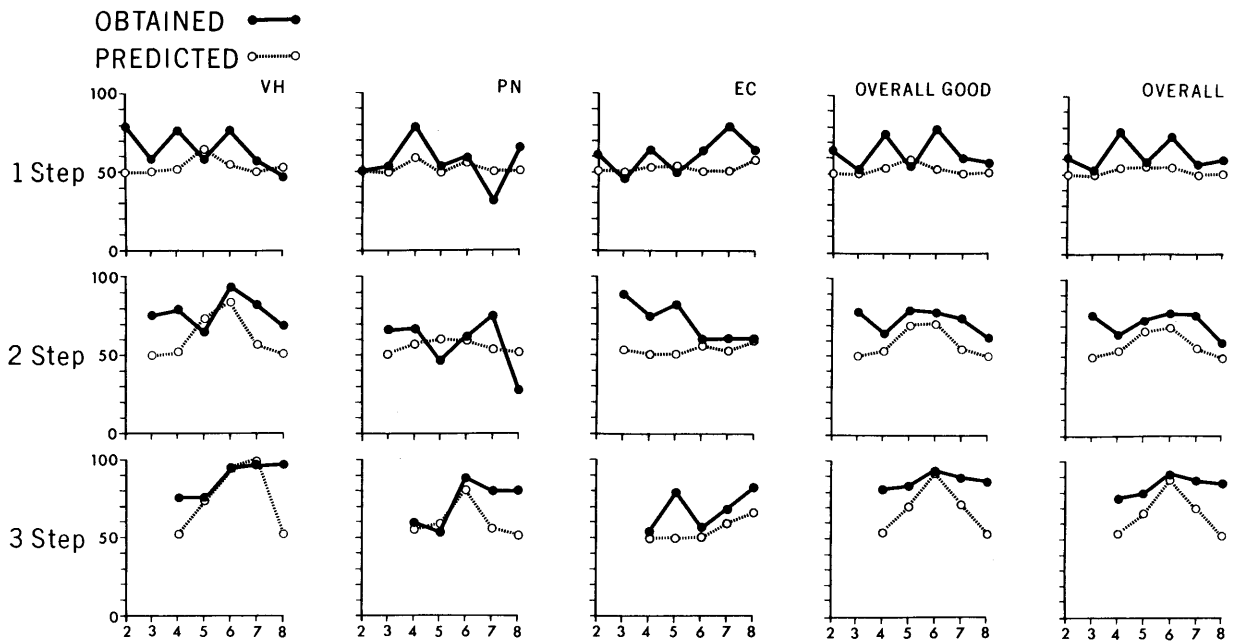 OBTAINED
PREDICTED
VH PN EC OVERALL GOOD OVERALL
100
1 Step 50
0
100
2 Step 50
0
100
3 Step 50
0
2 3 4 5 6 7 8 2 3 4 5 6 7 8 2 3 4 5 6 7 8 2 3 4 5 6 7 8 2 3 4 5 6 7 8